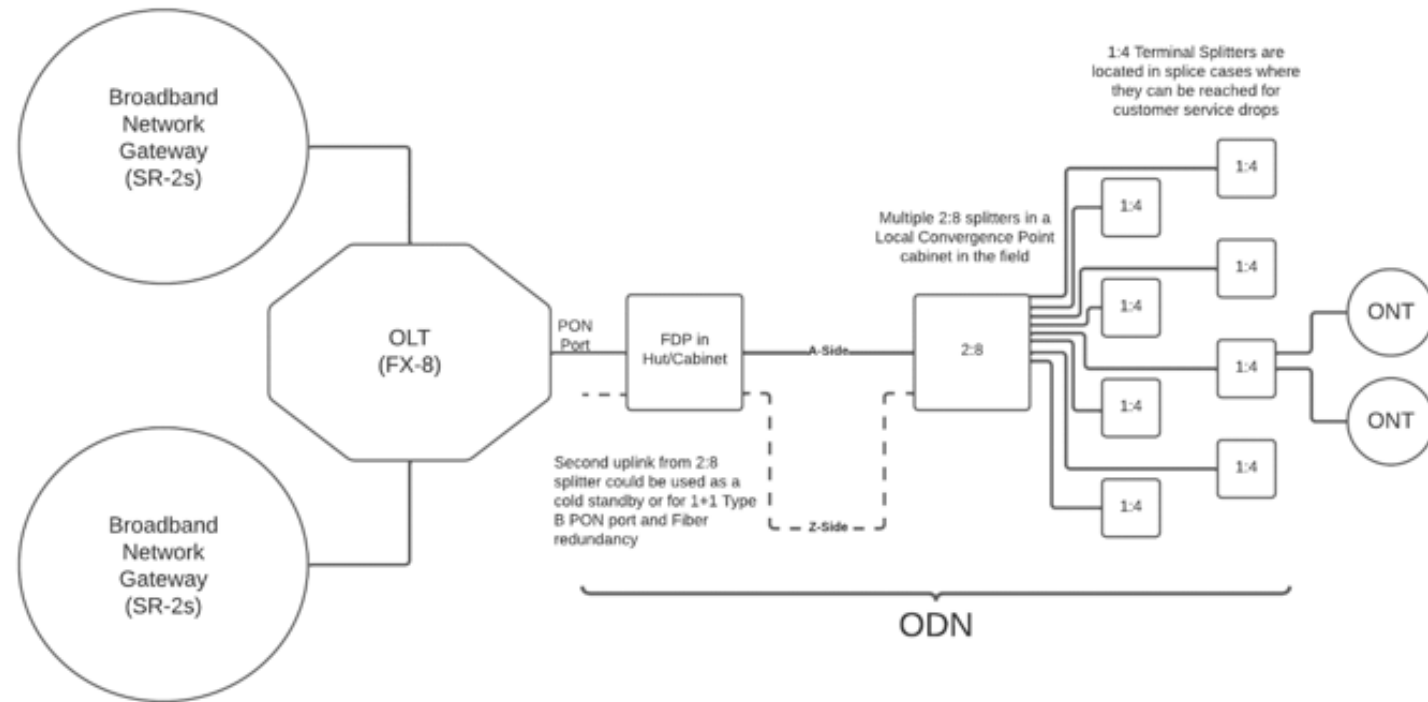 Broadband
Network
Gateway
(SR-2s)
OLT
(FX-8)
Broadband
Network
Gateway
(SR-2s)
PON
Port
FDP in
Hut/Cabinet
A-Side
Z-Side
Second uplink from 2:8
splitter could be used as a
cold standby or for 1+1 Type
B PON port and Fiber
redundancy
Multiple 2:8 splitters in a
Local Convergence Point
cabinet in the field
2:8
1:4 Terminal Splitters are
located in splice cases where
they can be reached for
customer service drops
1:4
1:4
1:4
1:4
1:4
1:4
1:4
1:4
ONT
ONT
ODN